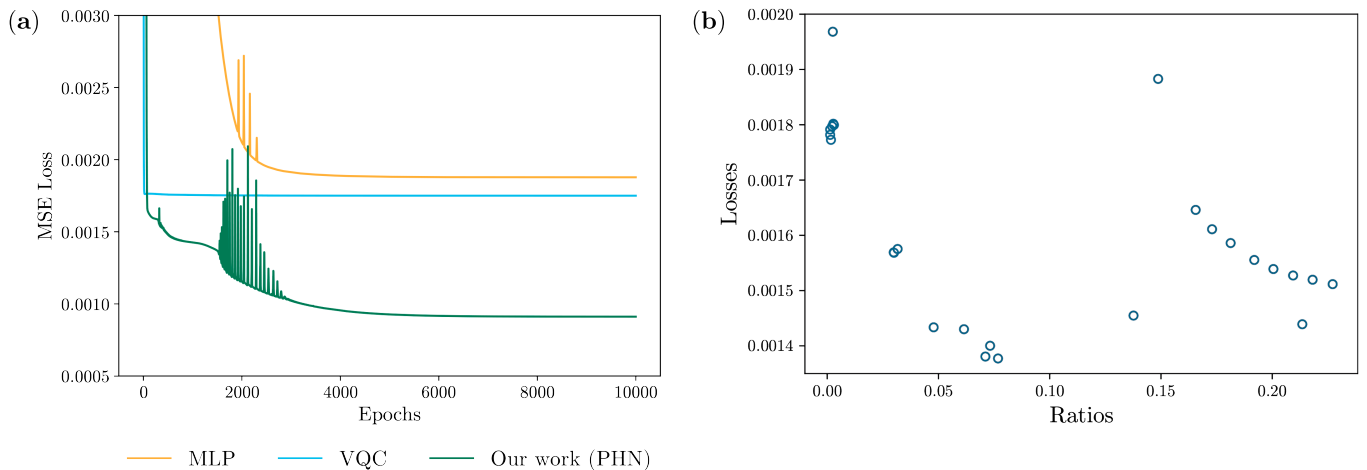 (a)
0.0030
0.0025
0.0020
0.0015
0.0010
0.0005
MSE Loss
0 2000 4000 6000 8000 10000
Epochs
MLP VQC Our work (PHN)
(b)
0.0020
0.0019
0.0018
0.0017
0.0016
0.0015
0.0014
Losses
0.00 0.05 0.10 0.15 0.20
Ratios